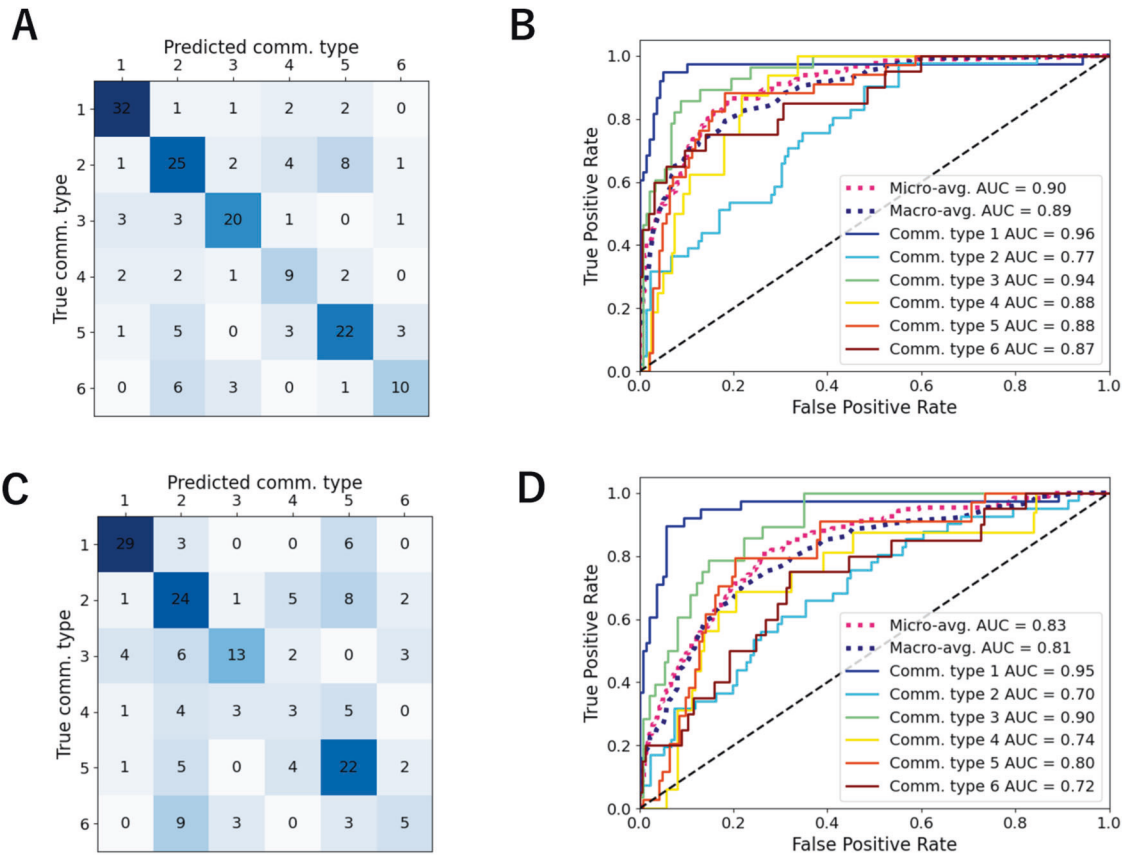 A
Predicted comm. type
1 2 3 4 5 6
True comm. type
1 32 1 1 2 2 0
2 1 25 2 4 8 1
3 3 3 20 1 0 1
4 2 2 1 9 2 0
5 1 5 0 3 22 3
6 0 6 3 0 1 10
B
True Positive Rate
1.0
0.8
0.6
0.4
0.2
0.0
Micro-avg. AUC = 0.90
Macro-avg. AUC = 0.89
Comm. type 1 AUC = 0.96
Comm. type 2 AUC = 0.77
Comm. type 3 AUC = 0.94
Comm. type 4 AUC = 0.88
Comm. type 5 AUC = 0.88
Comm. type 6 AUC = 0.87
0.0 0.2 0.4 0.6 0.8 1.0
False Positive Rate
C
Predicted comm. type
1 2 3 4 5 6
True comm. type
1 29 3 0 0 6 0
2 1 24 1 5 8 2
3 4 6 13 2 0 3
4 1 4 3 3 5 0
5 1 5 0 4 22 2
6 0 9 3 0 3 5
D
True Positive Rate
1.0
0.8
0.6
0.4
0.2
0.0
Micro-avg. AUC = 0.83
Macro-avg. AUC = 0.81
Comm. type 1 AUC = 0.95
Comm. type 2 AUC = 0.70
Comm. type 3 AUC = 0.90
Comm. type 4 AUC = 0.74
Comm. type 5 AUC = 0.80
Comm. type 6 AUC = 0.72
0.0 0.2 0.4 0.6 0.8 1.0
False Positive Rate